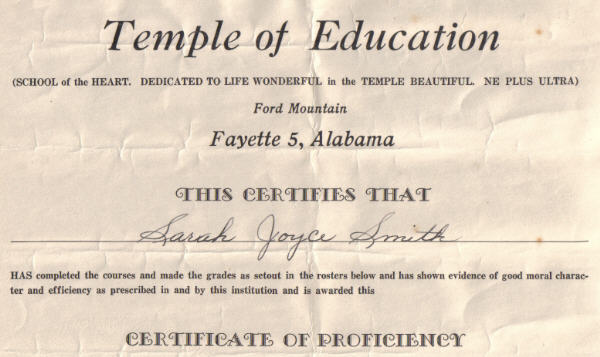 Temple of Education
(SCHOOL of the HEART. DEDICATED TO LIFE WONDERFUL in the TEMPLE BEAUTIFUL. NE PLUS ULTRA)
Ford Mountain
Fayette 5, Alabama
THIS CERTIFIES THAT
Sarah Joyce Smith
HAS completed the courses and made the grades as setout in the rosters below and has shown evidence of good moral charac-
ter and efficiency as prescribed in and by this institution and is awarded this
CERTIFICATE OF PROFICIENCY